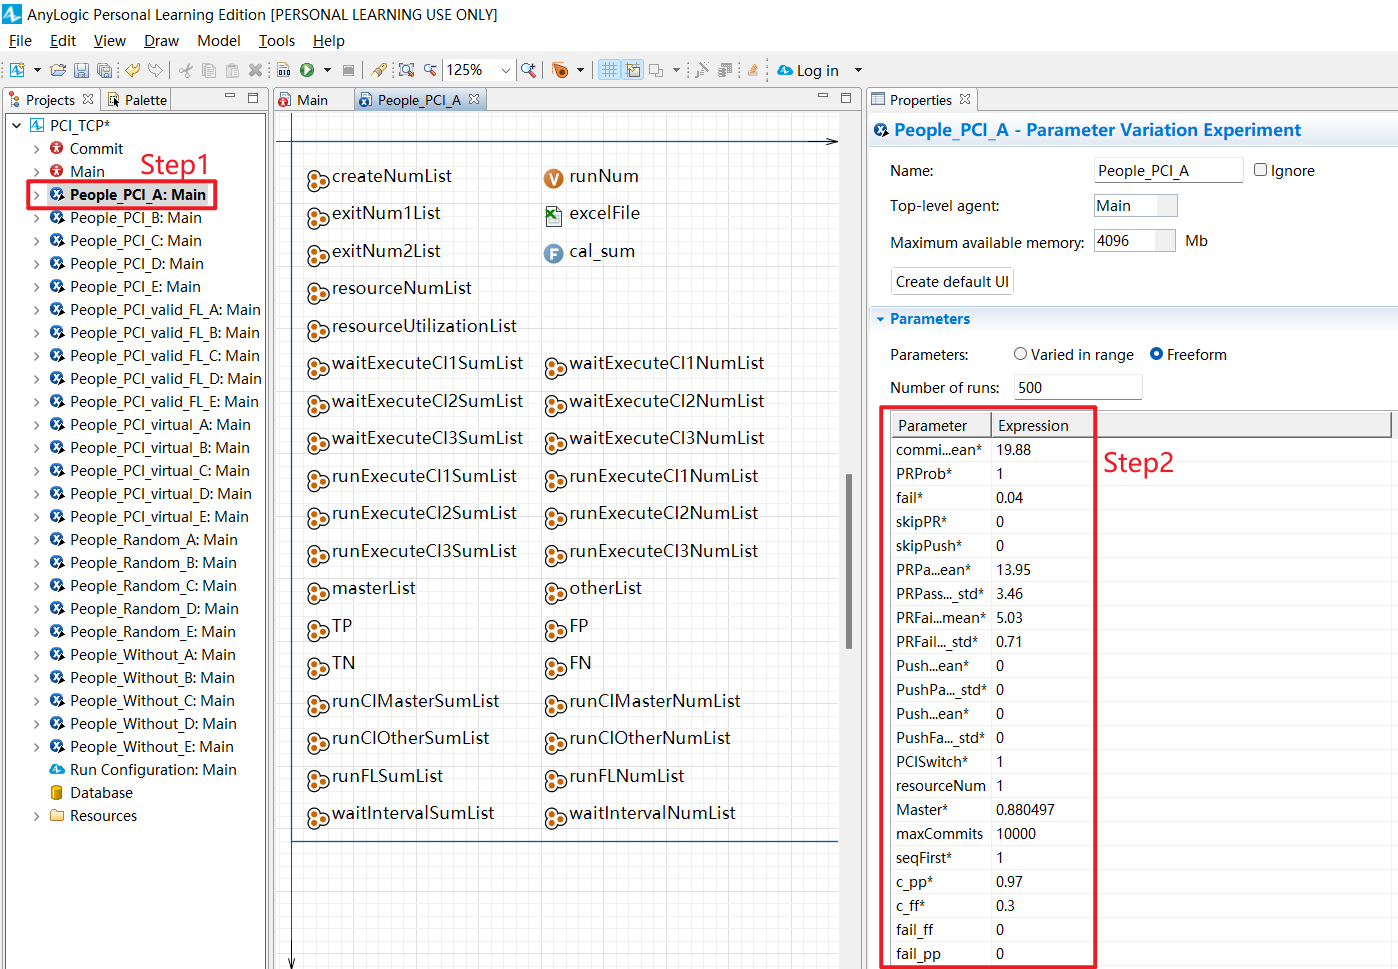 AnyLogic Personal Learning Edition [PERSONAL LEARNING USE ONLY]
File Edit View Draw Model Tools Help
125% Log in
Projects Palette
PCI_TCP*
Commit
Main
Step1
People_PCI_A: Main
People_PCI_B: Main
People_PCI_C: Main
People_PCI_D: Main
People_PCI_E: Main
People_PCI_valid_FL_A: Main
People_PCI_valid_FL_B: Main
People_PCI_valid_FL_C: Main
People_PCI_valid_FL_D: Main
People_PCI_valid_FL_E: Main
People_PCI_virtual_A: Main
People_PCI_virtual_B: Main
People_PCI_virtual_C: Main
People_PCI_virtual_D: Main
People_PCI_virtual_E: Main
People_Random_A: Main
People_Random_B: Main
People_Random_C: Main
People_Random_D: Main
People_Random_E: Main
People_Without_A: Main
People_Without_B: Main
People_Without_C: Main
People_Without_D: Main
People_Without_E: Main
Run Configuration: Main
Database
Resources
Main People_PCI_A
createNumList runNum
exitNum1List excelFile
exitNum2List cal_sum
resourceNumList
resourceUtilizationList
waitExecuteCI1SumList waitExecuteCI1NumList
waitExecuteCI2SumList waitExecuteCI2NumList
waitExecuteCI3SumList waitExecuteCI3NumList
runExecuteCI1SumList runExecuteCI1NumList
runExecuteCI2SumList runExecuteCI2NumList
runExecuteCI3SumList runExecuteCI3NumList
masterList otherList
TP FP
TN FN
runCIMasterSumList runCIMasterNumList
runCIOtherSumList runCIOtherNumList
runFLSumList runFLNumList
waitIntervalSumList waitIntervalNumList
Properties
People_PCI_A - Parameter Variation Experiment
Name: People_PCI_A Ignore
Top-level agent: Main
Maximum available memory: 4096 Mb
Create default UI
Parameters
Parameters: Varied in range Freeform
Number of runs: 500
Parameter Expression
Step2
commi...ean* 19.88
PRProb* 1
fail* 0.04
skipPR* 0
skipPush* 0
PRPa...ean* 13.95
PRPass..._std* 3.46
PRFai...mean* 5.03
PRFail..._std* 0.71
Push...ean* 0
PushPa..._std* 0
Push...ean* 0
PushFa..._std* 0
PCISwitch* 1
resourceNum 1
Master* 0.880497
maxCommits 10000
seqFirst* 1
c_pp* 0.97
c_ff* 0.3
fail_ff 0
fail_pp 0